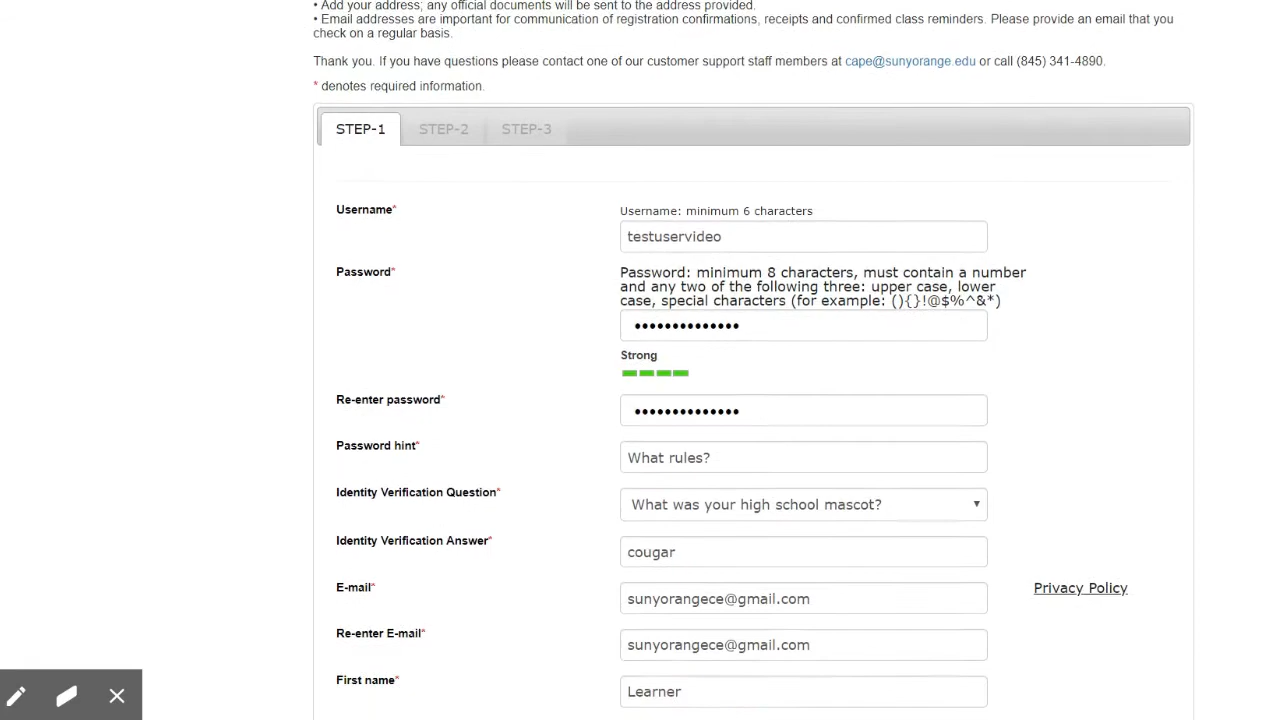 • Add your address; any official documents will be sent to the address provided.
• Email addresses are important for communication of registration confirmations, receipts and confirmed class reminders. Please provide an email that you
check on a regular basis.
Thank you. If you have questions please contact one of our customer support staff members at cape@sunyorange.edu or call (845) 341-4890.
* denotes required information.
STEP-1 STEP-2 STEP-3
Username* Username: minimum 6 characters
testuservideo
Password* Password: minimum 8 characters, must contain a number
and any two of the following three: upper case, lower
case, special characters (for example: (){}!@$%^&*)
••••••••••••••
Strong
Re-enter password* ••••••••••••••
Password hint* What rules?
Identity Verification Question* What was your high school mascot?
Identity Verification Answer* cougar
E-mail* sunyorangece@gmail.com Privacy Policy
Re-enter E-mail* sunyorangece@gmail.com
First name* Learner